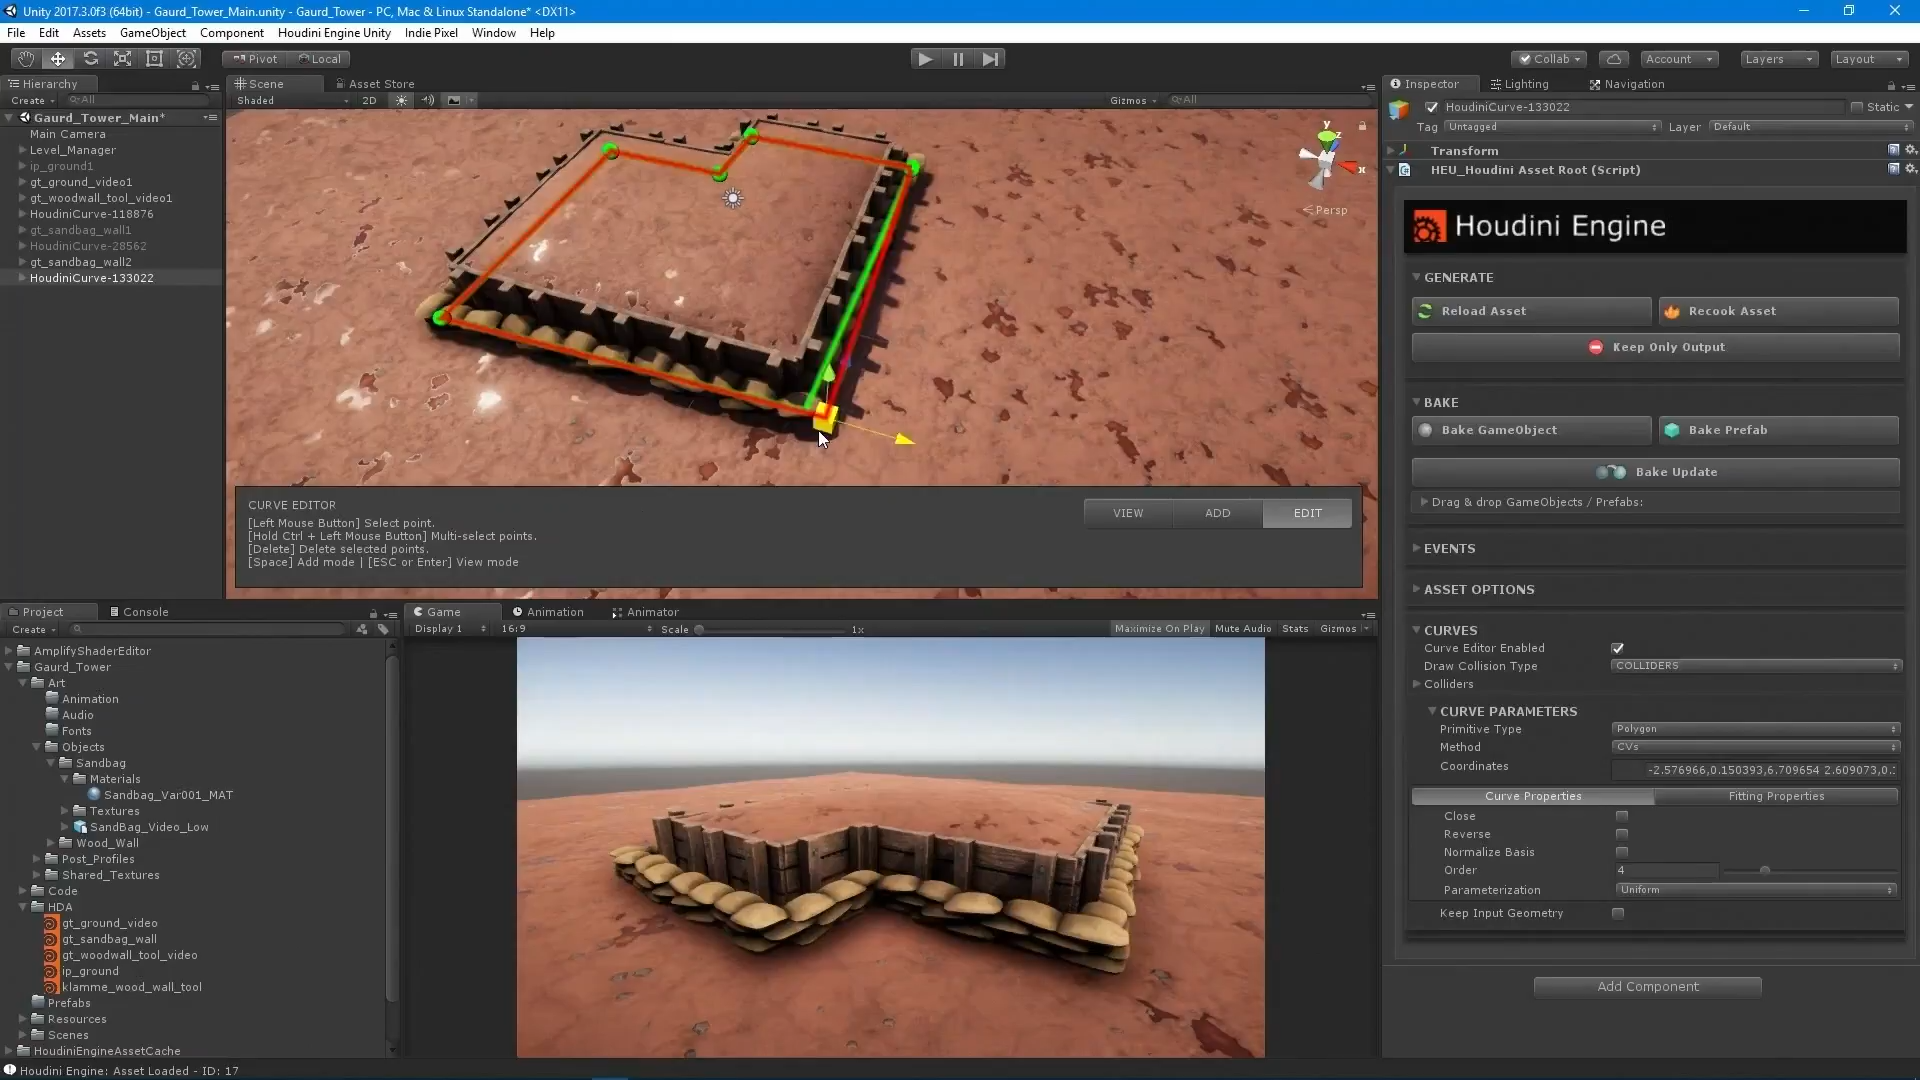 Unity 2017.3.0f3 (64bit) - Gaurd_Tower_Main.unity - Gaurd_Tower - PC, Mac & Linux Standalone* <DX11>
File Edit Assets GameObject Component Houdini Engine Unity Indie Pixel Window Help
Pivot Local Collab Account Layers Layout
Hierarchy
Create All
Gaurd_Tower_Main*
Main Camera
Level_Manager
ip_ground1
gt_ground_video1
gt_woodwall_tool_video1
HoudiniCurve-118876
gt_sandbag_wall1
HoudiniCurve-28562
gt_sandbag_wall2
HoudiniCurve-133022
Scene Asset Store
Shaded 2D Gizmos All
y
z
x
Persp
CURVE EDITOR
[Left Mouse Button] Select point.
[Hold Ctrl + Left Mouse Button] Multi-select points.
[Delete] Delete selected points.
[Space] Add mode | [ESC or Enter] View mode
VIEW ADD EDIT
Project Console
Create
AmplifyShaderEditor
Gaurd_Tower
Art
Animation
Audio
Fonts
Objects
Sandbag
Materials
Sandbag_Var001_MAT
Textures
SandBag_Video_Low
Wood_Wall
Post_Profiles
Shared_Textures
Code
HDA
gt_ground_video
gt_sandbag_wall
gt_woodwall_tool_video
ip_ground
klamme_wood_wall_tool
Prefabs
Resources
Scenes
HoudiniEngineAssetCache
Game Animation Animator
Display 1 16:9 Scale 1x Maximize On Play Mute Audio Stats Gizmos
Inspector Lighting Navigation
HoudiniCurve-133022 Static
Tag Untagged Layer Default
Transform
HEU_Houdini Asset Root (Script)
Houdini Engine
GENERATE
Reload Asset Recook Asset
Keep Only Output
BAKE
Bake GameObject Bake Prefab
Bake Update
Drag & drop GameObjects / Prefabs:
EVENTS
ASSET OPTIONS
CURVES
Curve Editor Enabled
Draw Collision Type COLLIDERS
Colliders
CURVE PARAMETERS
Primitive Type Polygon
Method CVs
Coordinates -2.576966,0.150393,6.709654 2.609073,0.
Curve Properties Fitting Properties
Close
Reverse
Normalize Basis
Order 4
Parameterization Uniform
Keep Input Geometry
Add Component
Houdini Engine: Asset Loaded - ID: 17